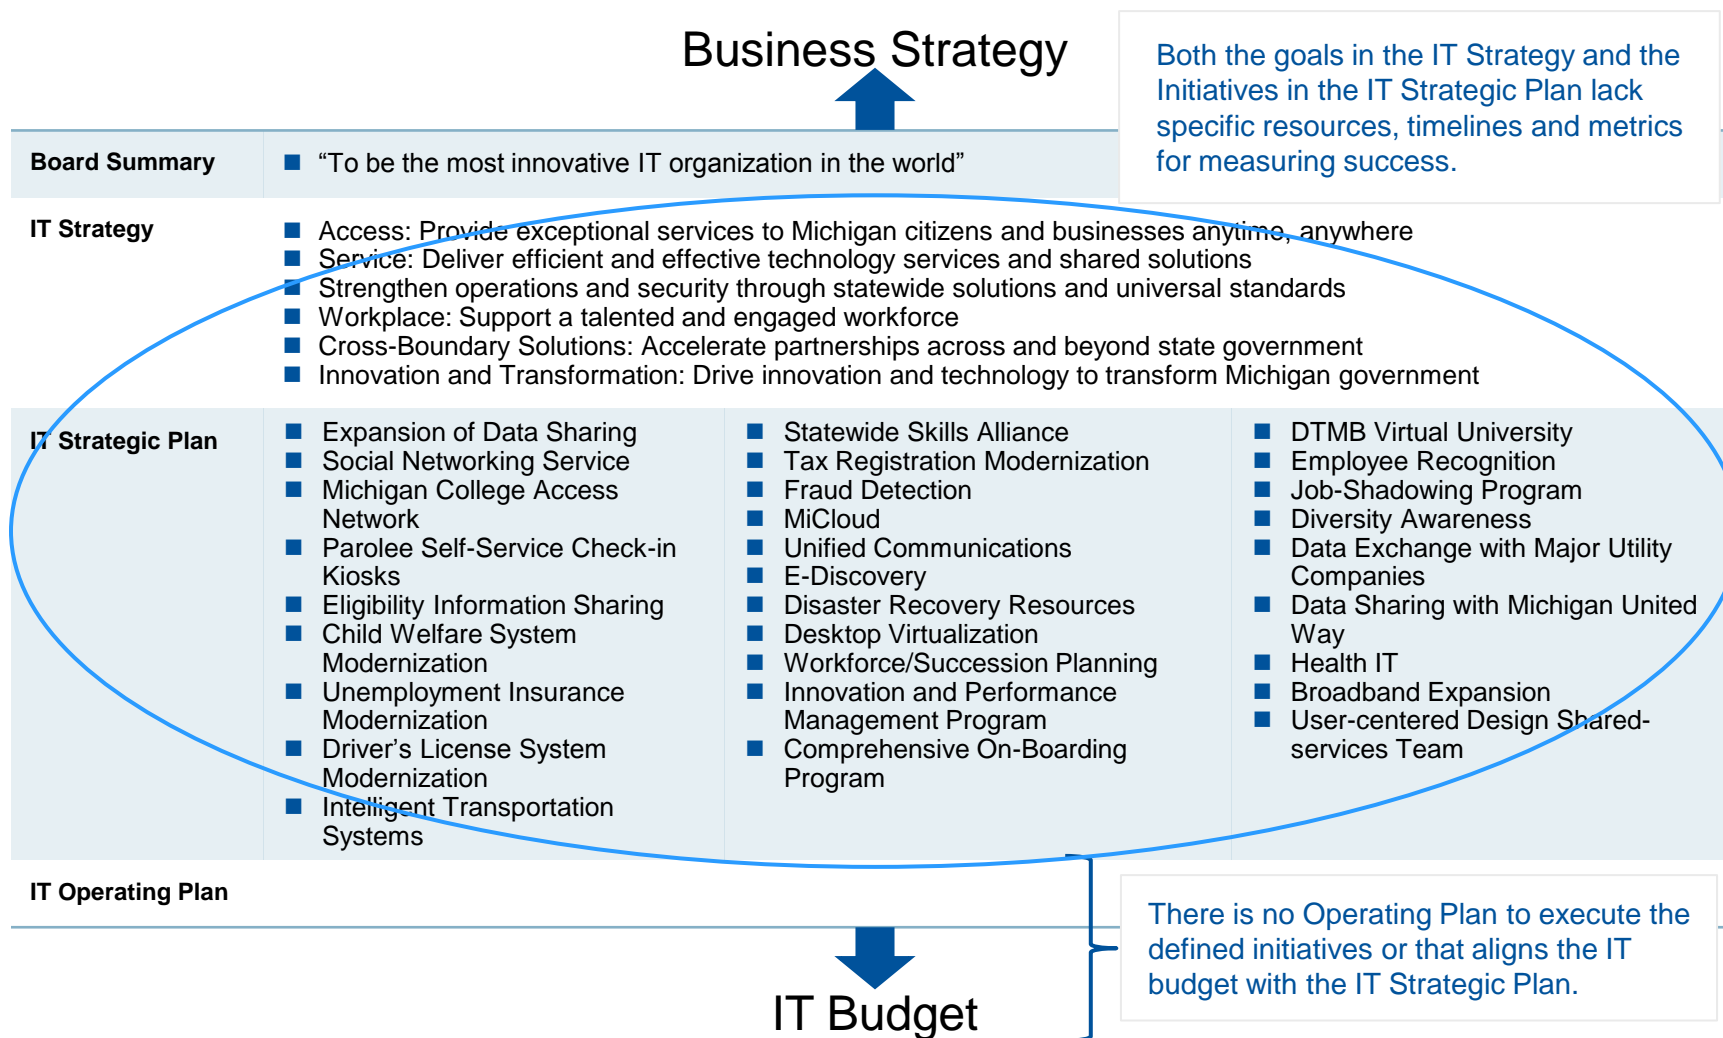 Business Strategy
Both the goals in the IT Strategy and the
Initiatives in the IT Strategic Plan lack
specific resources, timelines and metrics
for measuring success.
Board Summary
“To be the most innovative IT organization in the world”
IT Strategy
Access: Provide exceptional services to Michigan citizens and businesses anytime, anywhere
Service: Deliver efficient and effective technology services and shared solutions
Strengthen operations and security through statewide solutions and universal standards
Workplace: Support a talented and engaged workforce
Cross-Boundary Solutions: Accelerate partnerships across and beyond state government
Innovation and Transformation: Drive innovation and technology to transform Michigan government
IT Strategic Plan
Expansion of Data Sharing
Social Networking Service
Michigan College Access
Network
Parolee Self-Service Check-in
Kiosks
Eligibility Information Sharing
Child Welfare System
Modernization
Unemployment Insurance
Modernization
Driver’s License System
Modernization
Intelligent Transportation
Systems
Statewide Skills Alliance
Tax Registration Modernization
Fraud Detection
MiCloud
Unified Communications
E-Discovery
Disaster Recovery Resources
Desktop Virtualization
Workforce/Succession Planning
Innovation and Performance
Management Program
Comprehensive On-Boarding
Program
DTMB Virtual University
Employee Recognition
Job-Shadowing Program
Diversity Awareness
Data Exchange with Major Utility
Companies
Data Sharing with Michigan United
Way
Health IT
Broadband Expansion
User-centered Design Shared-
services Team
IT Operating Plan
There is no Operating Plan to execute the
defined initiatives or that aligns the IT
budget with the IT Strategic Plan.
IT Budget